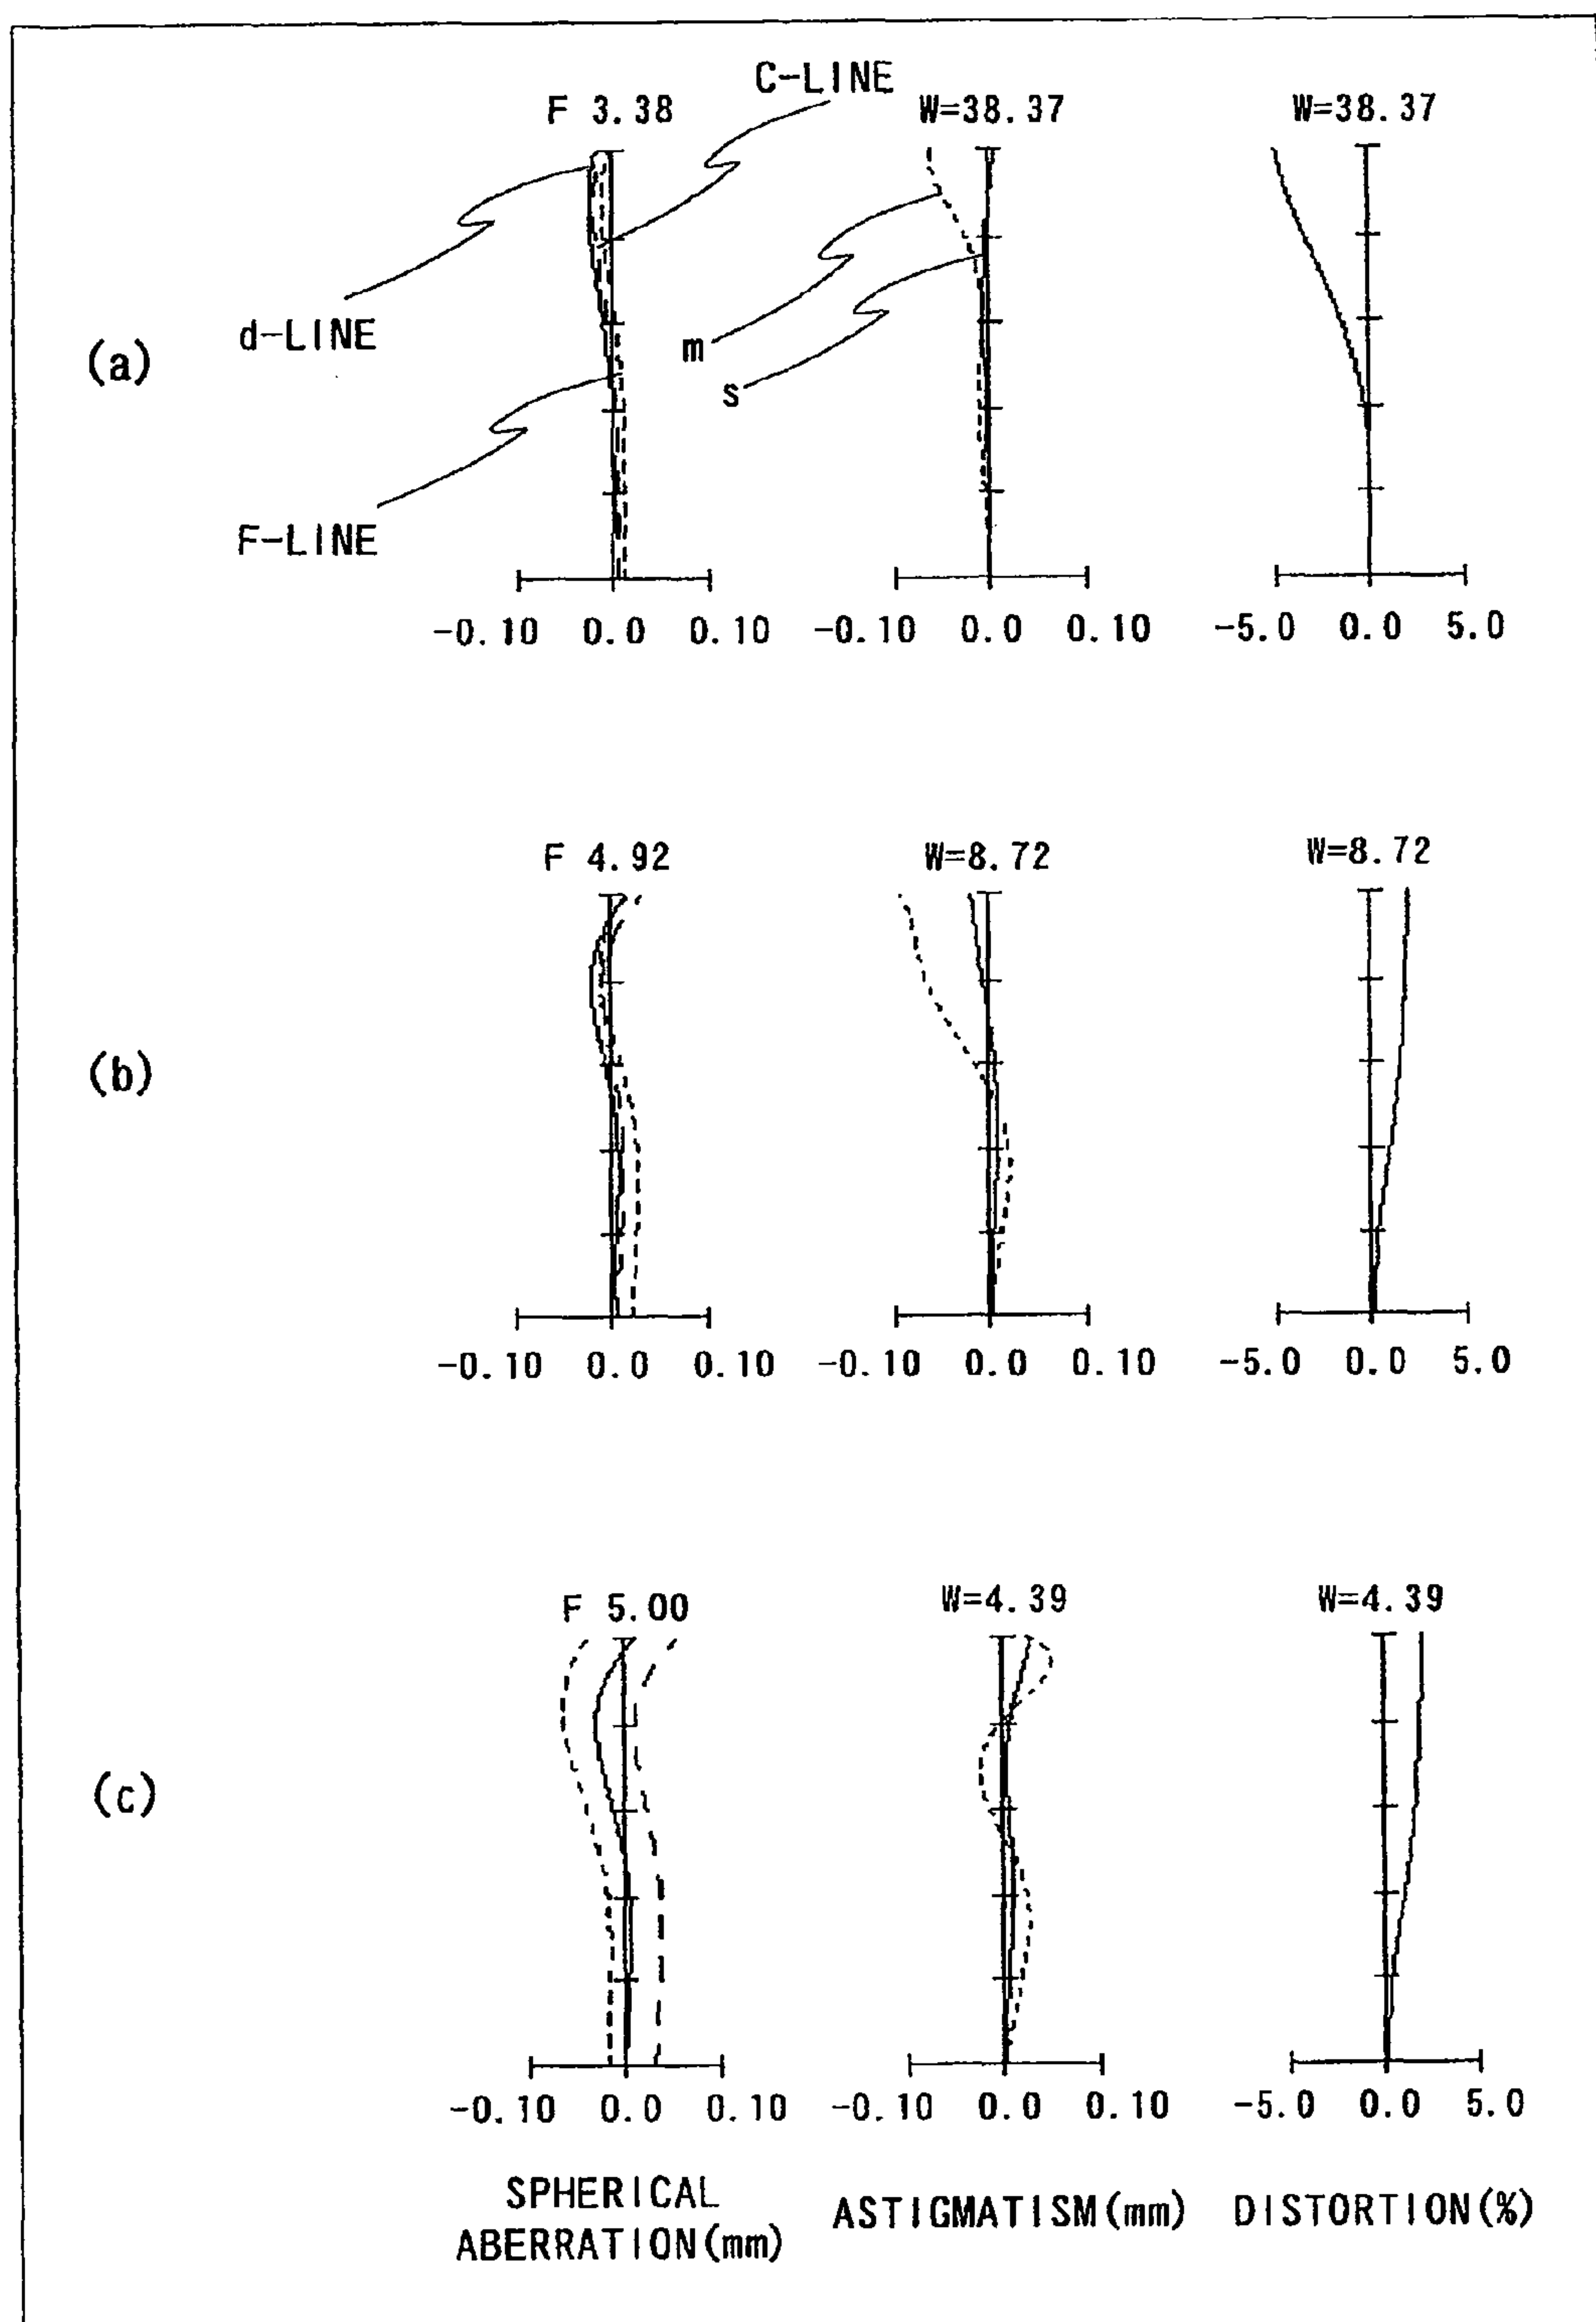 C-LINE
F 3.38 W=38.37 W=38.37
d-LINE
(a)
m
s
F-LINE
-0.10 0.0 0.10 -0.10 0.0 0.10 -5.0 0.0 5.0
F 4.92 W=8.72 W=8.72
(b)
-0.10 0.0 0.10 -0.10 0.0 0.10 -5.0 0.0 5.0
F 5.00 W=4.39 W=4.39
(c)
-0.10 0.0 0.10 -0.10 0.0 0.10 -5.0 0.0 5.0
SPHERICAL
ABERRATION(mm) ASTIGMATISM(mm) DISTORTION(%)